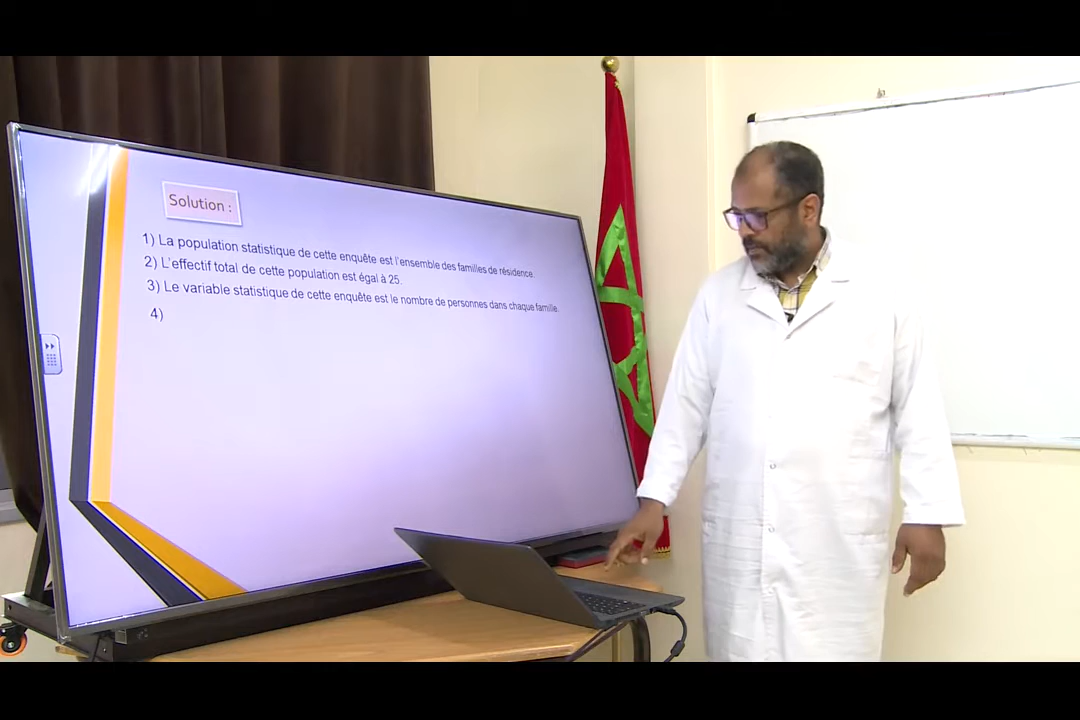 Solution :
1) La population statistique de cette enquête est l'ensemble des familles de résidence.
2) L'effectif total de cette population est égal à 25.
3) Le variable statistique de cette enquête est le nombre de personnes dans chaque famille.
4)